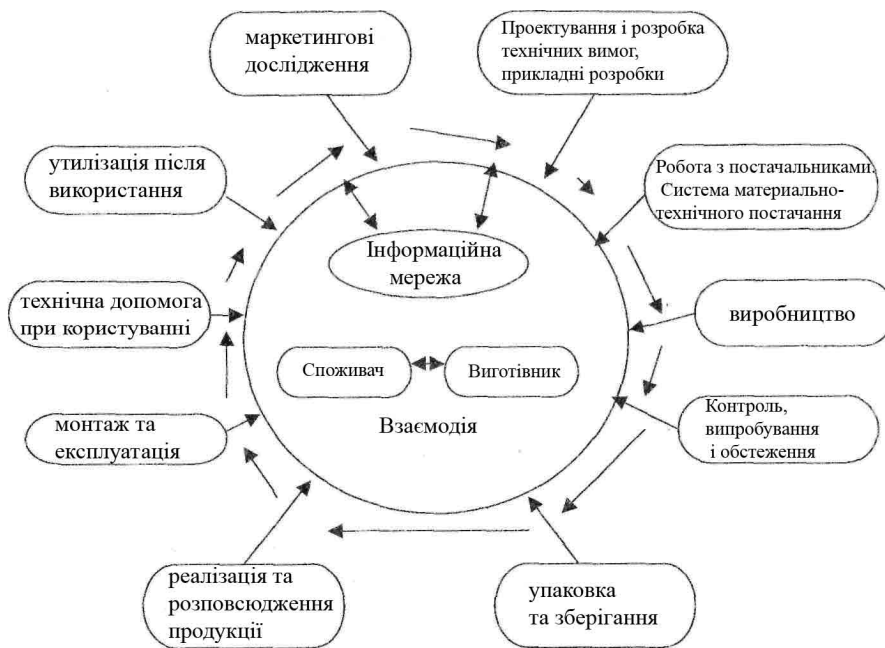 маркетингові
дослідження
Проектування і розробка
технічних вимог,
прикладні розробки
Робота з постачальниками.
Система материально-
технічного постачання
виробництво
Контроль,
випробування
і обстеження
упаковка
та зберігання
реалізація та
розповсюдження
продукції
монтаж та
експлуатація
технічна допомога
при користуванні
утилізація після
використання
Інформаційна
мережа
Споживач
Виготівник
Взаємодія